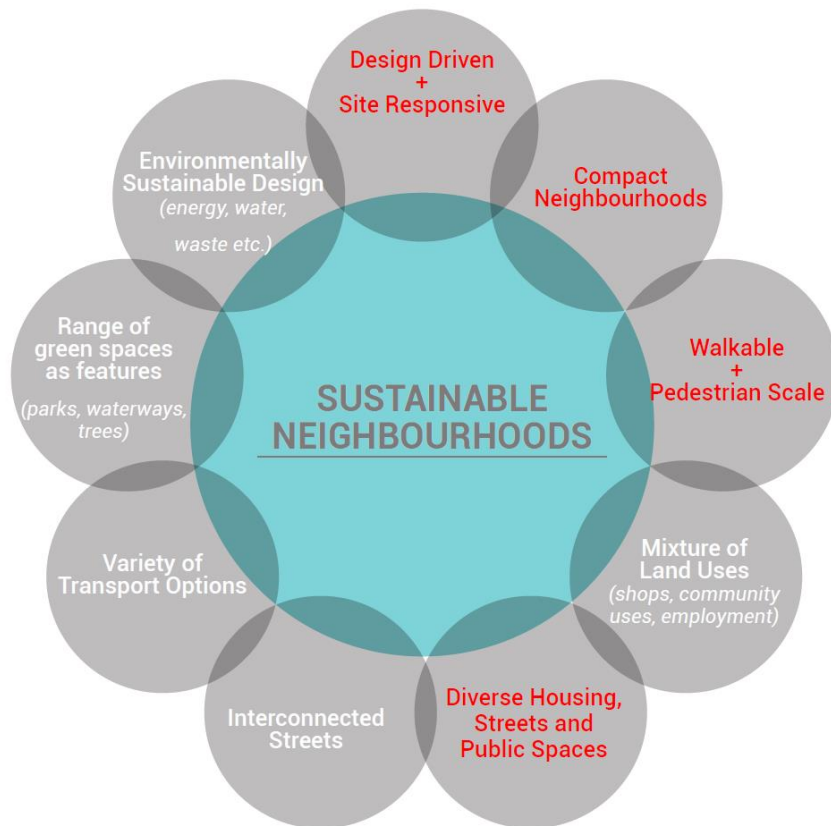 Design Driven
+
Site Responsive
Compact
Neighbourhoods
Walkable
+
Pedestrian Scale
Mixture of
Land Uses
(shops, community
uses, employment)
Diverse Housing,
Streets and
Public Spaces
Interconnected
Streets
Variety of
Transport Options
Range of
green spaces
as features
(parks, waterways,
trees)
Environmentally
Sustainable Design
(energy, water,
waste etc.)
SUSTAINABLE
NEIGHBOURHOODS